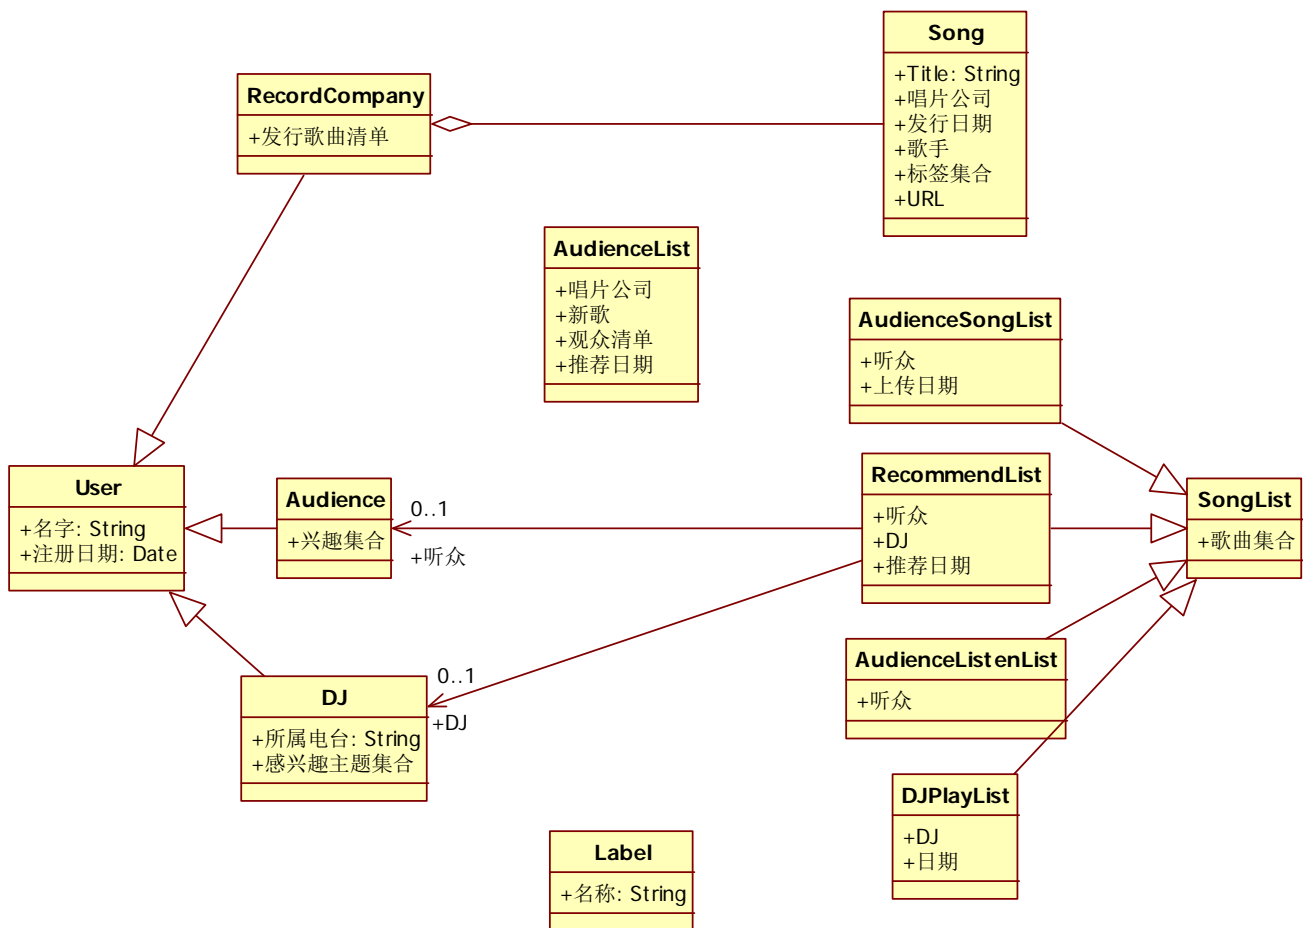 Song
+Title: String
+唱片公司
+发行日期
+歌手
+标签集合
+URL
RecordCompany
+发行歌曲清单
AudienceList
+唱片公司
+新歌
+观众清单
+推荐日期
AudienceSongList
+听众
+上传日期
User
+名字: String
+注册日期: Date
Audience
+兴趣集合
0..1
+听众
RecommendList
+听众
+DJ
+推荐日期
SongList
+歌曲集合
AudienceListenList
+听众
DJ
+所属电台: String
+感兴趣主题集合
0..1
+DJ
DJPlayList
+DJ
+日期
Label
+名称: String